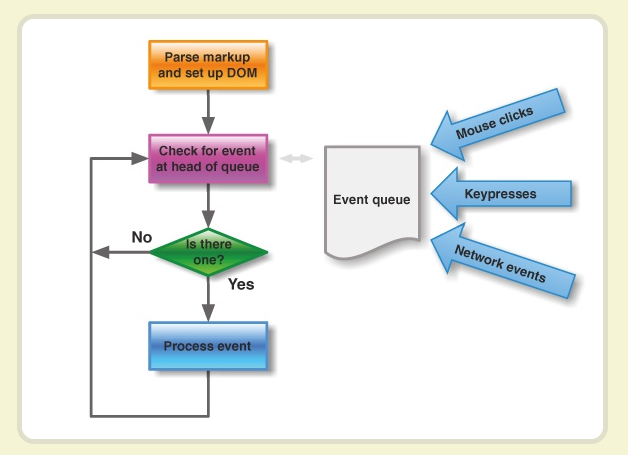 Parse markup
and set up DOM
Check for event
at head of queue
Is there
one?
No
Yes
Process event
Event queue
Mouse clicks
Keypresses
Network events